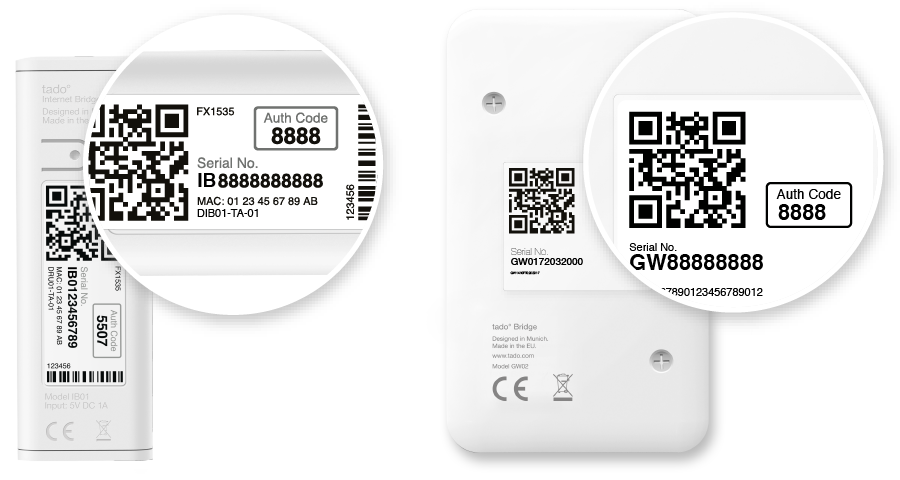 tado°
Internet Bridge
Designed in
Made in the
FX1535
Auth Code
8888
Serial No.
IB8888888888
MAC: 01 23 45 67 89 AB
DIB01-TA-01
123456
FX1535
Auth Code
5507
Serial No.
IB0123456789
MAC: 01 23 45 67 89 AB
DRU01-TA-01
123456
Model IB01
Input: 5V DC 1A
CE
Serial No.
GW0172032000
tado° Bridge
Designed in Munich.
Made in the EU.
www.tado.com
Model GW02
CE
Auth Code
8888
Serial No.
GW88888888
7890123456789012